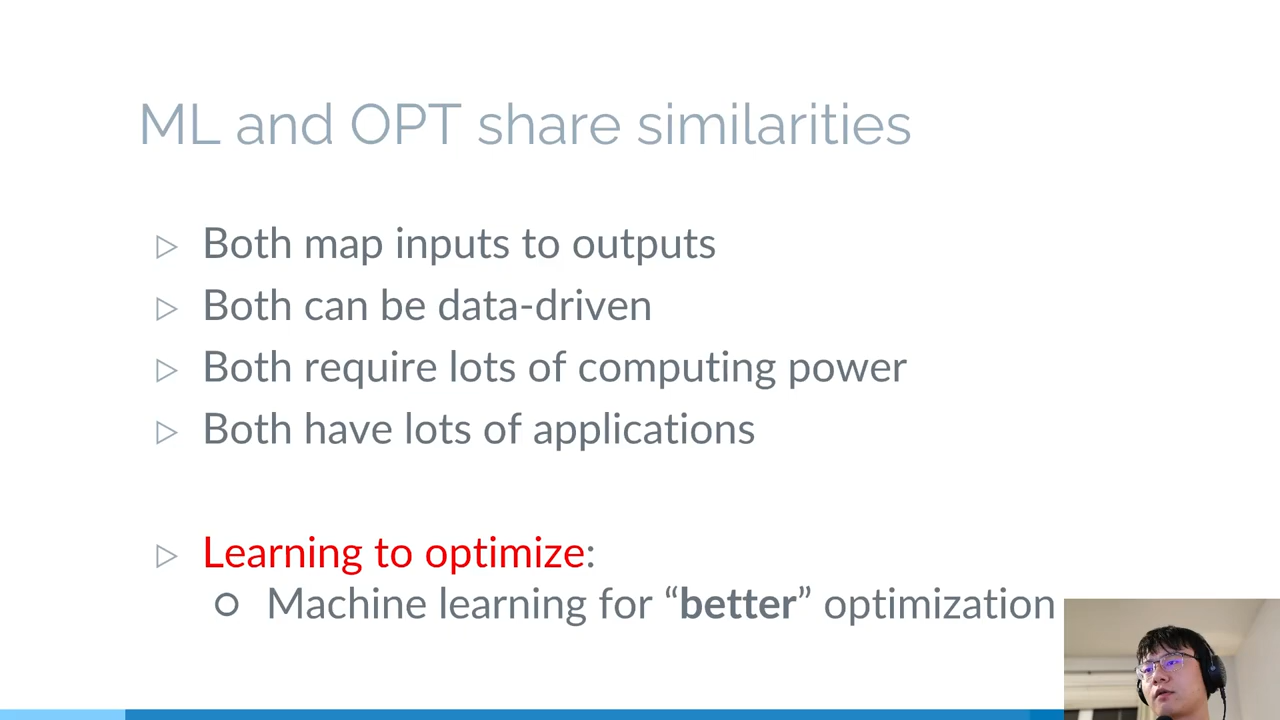 ML and OPT share similarities
▷ Both map inputs to outputs
▷ Both can be data-driven
▷ Both require lots of computing power
▷ Both have lots of applications
▷ Learning to optimize:
○ Machine learning for “better” optimization